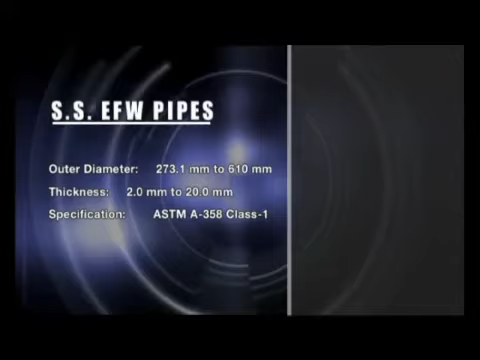 S.S. EFW PIPES
Outer Diameter: 273.1 mm to 610 mm
Thickness: 2.0 mm to 20.0 mm
Specification: ASTM A-358 Class-1